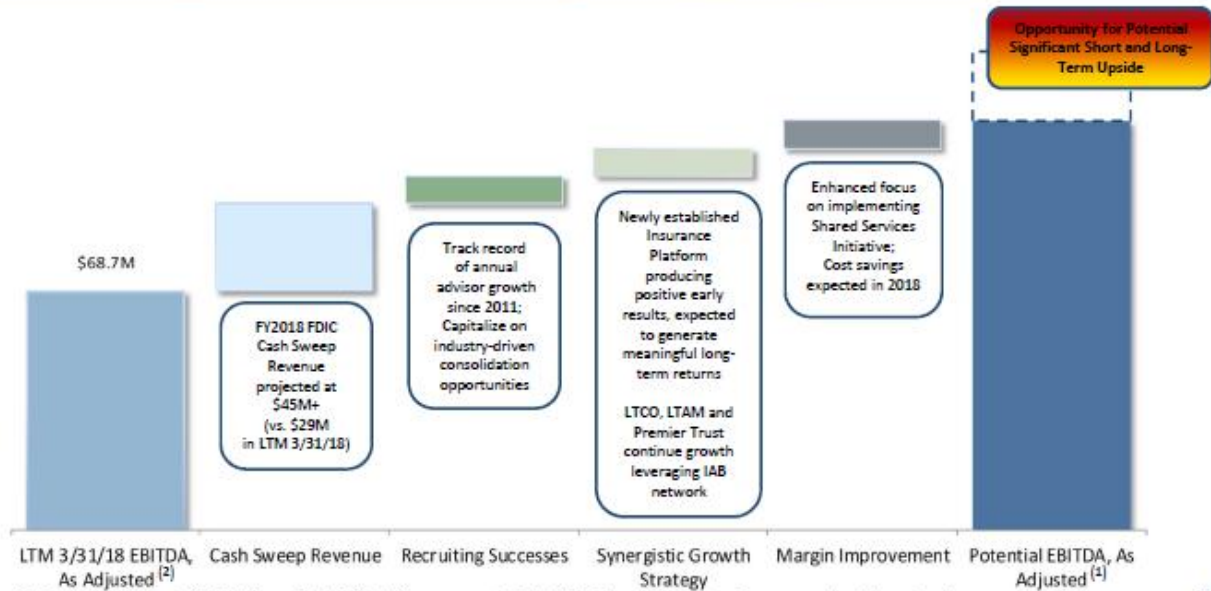 Opportunity for Potential
Significant Short and Long-
Term Upside
$68.7M
FY2018 FDIC
Cash Sweep
Revenue
projected at
$45M+
(vs. $29M
in LTM 3/31/18)
Track record
of annual
advisor growth
since 2011;
Capitalize on
industry-driven
consolidation
opportunities
Newly established
Insurance
Platform
producing
positive early
results, expected
to generate
meaningful long-
term returns
LTCO, LTAM and
Premier Trust
continue growth
leveraging IAB
network
Enhanced focus
on implementing
Shared Services
Initiative;
Cost savings
expected in 2018
LTM 3/31/18 EBITDA,
As Adjusted (2)
Cash Sweep Revenue
Recruiting Successes
Synergistic Growth
Strategy
Margin Improvement
Potential EBITDA, As
Adjusted (1)